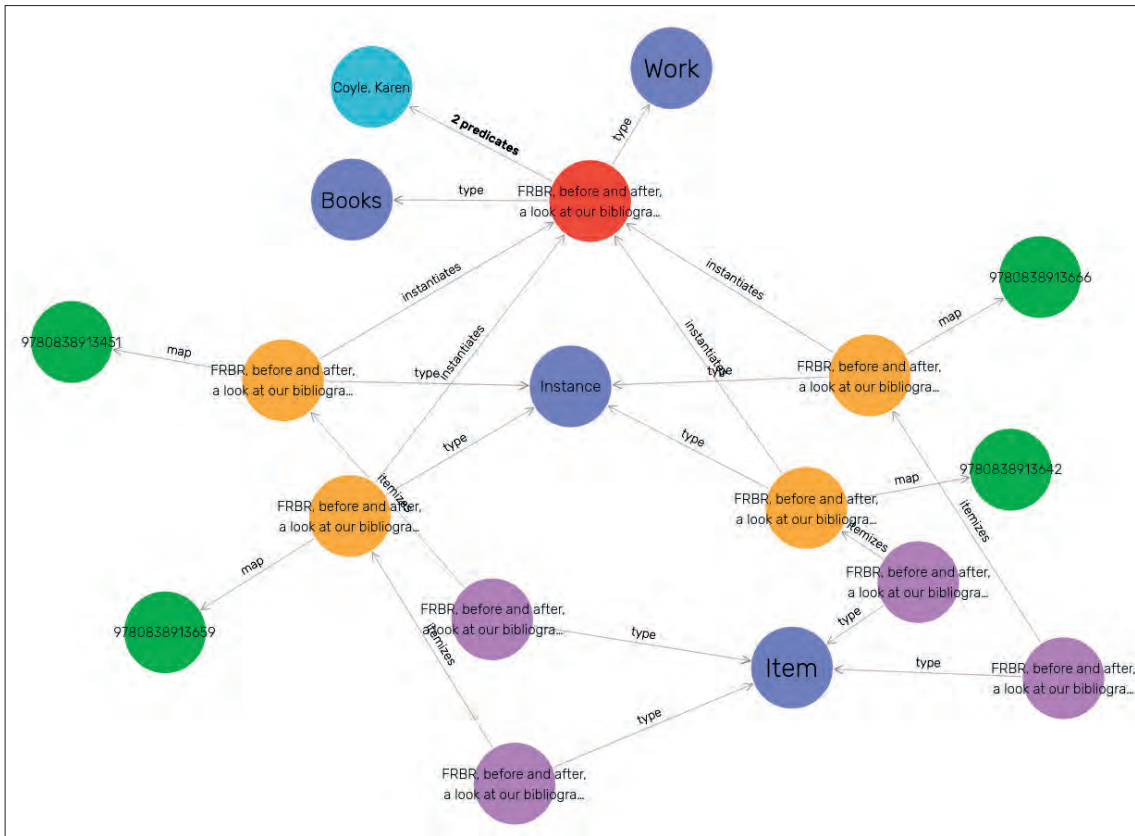 Work
Coyle, Karen
2 predicates
type
Books
type
FRBR, before and after,
a look at our bibliogra...
9780838913666
instantiates
instantiates
map
9780838913451
map
instantiates
instantiates
FRBR, before and after,
a look at our bibliogra...
type
Instance
type
FRBR, before and after,
a look at our bibliogra...
type
type
9780838913642
map
itemizes
FRBR, before and after,
a look at our bibliogra...
FRBR, before and after,
a look at our bibliogra...
itemizes
itemizes
map
FRBR, before and after,
a look at our bibliogra...
9780838913659
FRBR, before and after,
a look at our bibliogra...
type
type
itemizes
Item
type
FRBR, before and after,
a look at our bibliogra...
type
FRBR, before and after,
a look at our bibliogra...